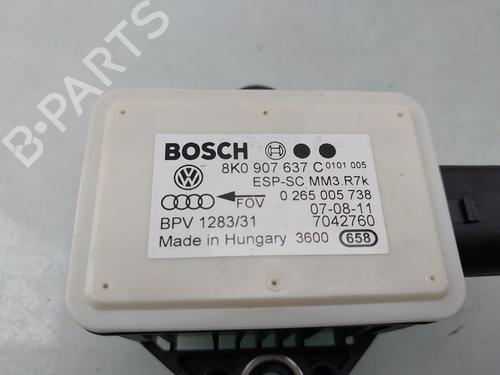 B-PARTS
BOSCH
8K0 907 637 C 0101 005
ESP-SC MM3.R7k
FOV
0 265 005 738
07-08-11
BPV 1283/31
7042760
Made in Hungary 3600 658